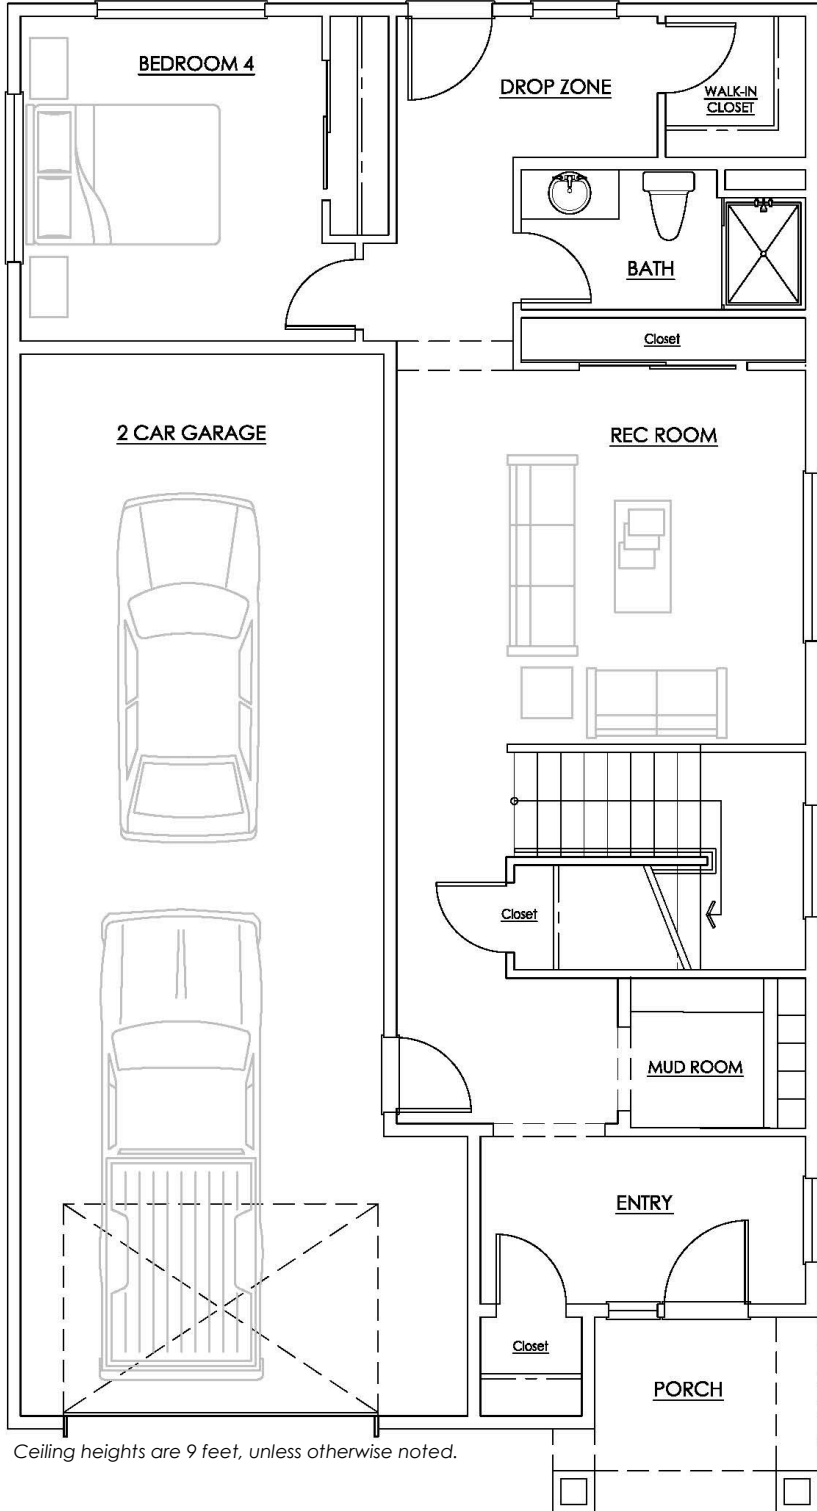 BEDROOM 4
DROP ZONE
WALK-IN
CLOSET
BATH
Closet
2 CAR GARAGE
REC ROOM
Closet
MUD ROOM
ENTRY
Closet
PORCH
Ceiling heights are 9 feet, unless otherwise noted.